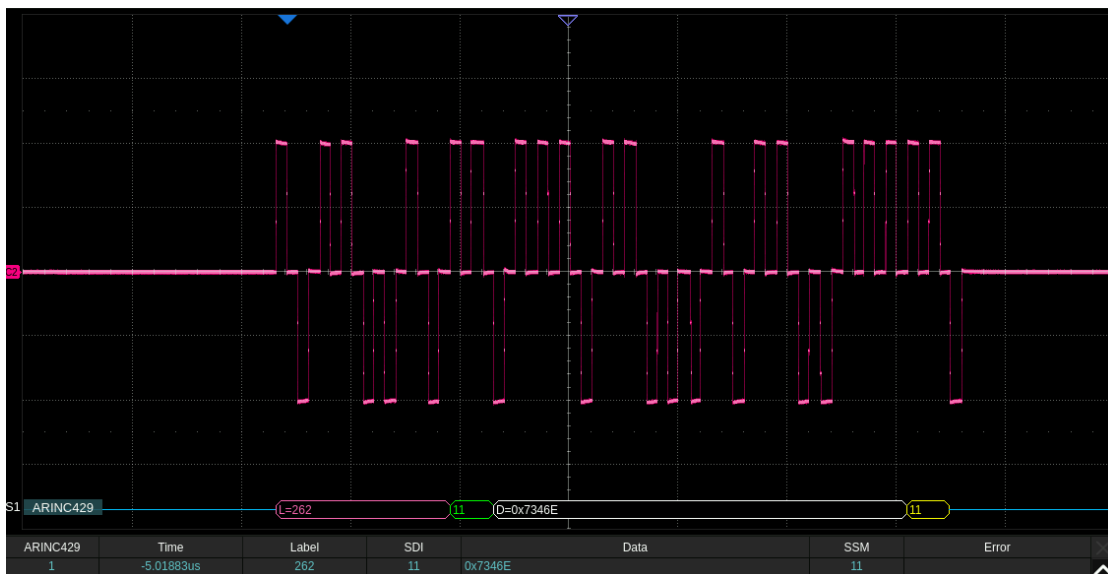 C2
S1 ARINC429 L=262 11 D=0x7346E 11
ARINC429 Time Label SDI Data SSM Error
1 -5.01883us 262 11 0x7346E 11